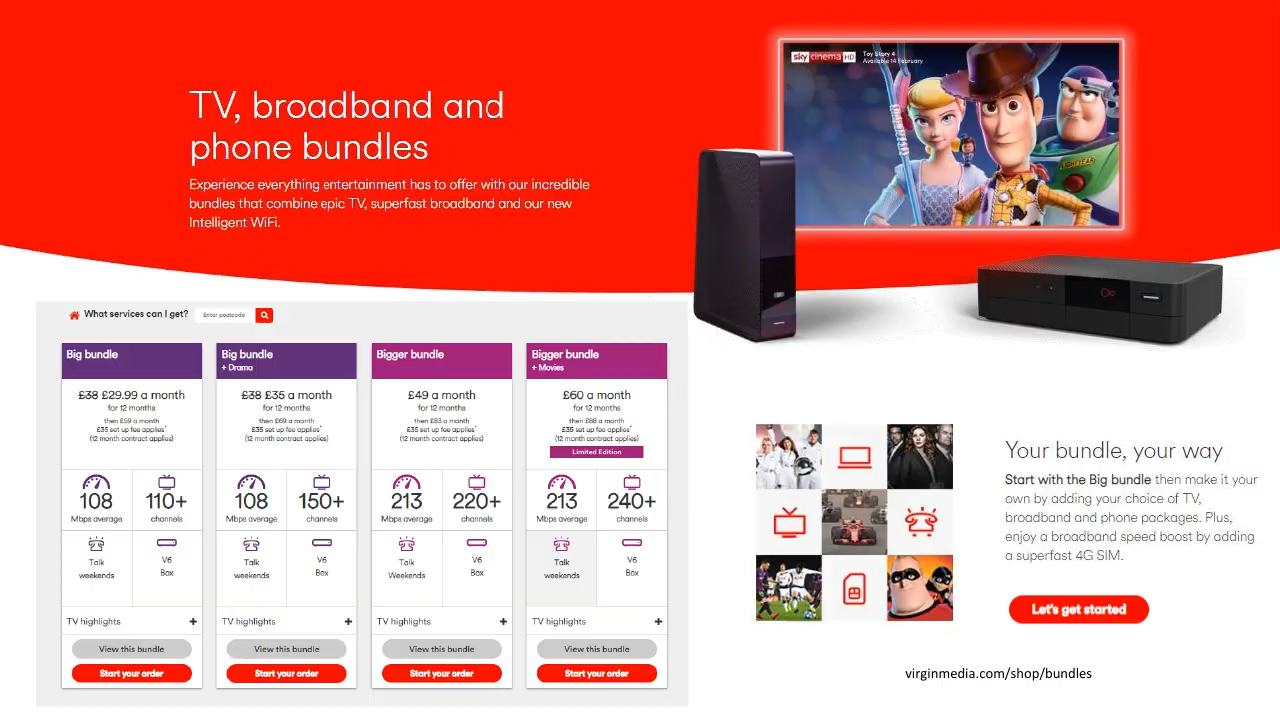 TV, broadband and
phone bundles
Experience everything entertainment has to offer with our incredible
bundles that combine epic TV, superfast broadband and our new
Intelligent WiFi.
sky cinema HD
Toy Story 4
Available 14 February
LIGHTYEAR
What services can I get?
Enter postcode
Big bundle
£38 £29.99 a month
for 12 months
then £59 a month
£35 set up fee applies*
(12 month contract applies)
108
Mbps average
110+
channels
Talk
weekends
V6
Box
TV highlights +
View this bundle
Start your order
Big bundle
+ Drama
£38 £35 a month
for 12 months
then £69 a month
£35 set up fee applies*
(12 month contract applies)
108
Mbps average
150+
channels
Talk
weekends
V6
Box
TV highlights +
View this bundle
Start your order
Bigger bundle
£49 a month
for 12 months
then £83 a month
£35 set up fee applies*
(12 month contract applies)
213
Mbps average
220+
channels
Talk
Weekends
V6
Box
TV highlights +
View this bundle
Start your order
Bigger bundle
+ Movies
£60 a month
for 12 months
then £88 a month
£35 set up fee applies*
(12 month contract applies)
Limited Edition
213
Mbps average
240+
channels
Talk
weekends
V6
Box
TV highlights +
View this bundle
Start your order
Your bundle, your way
Start with the Big bundle then make it your
own by adding your choice of TV,
broadband and phone packages. Plus,
enjoy a broadband speed boost by adding
a superfast 4G SIM.
Let's get started
virginmedia.com/shop/bundles